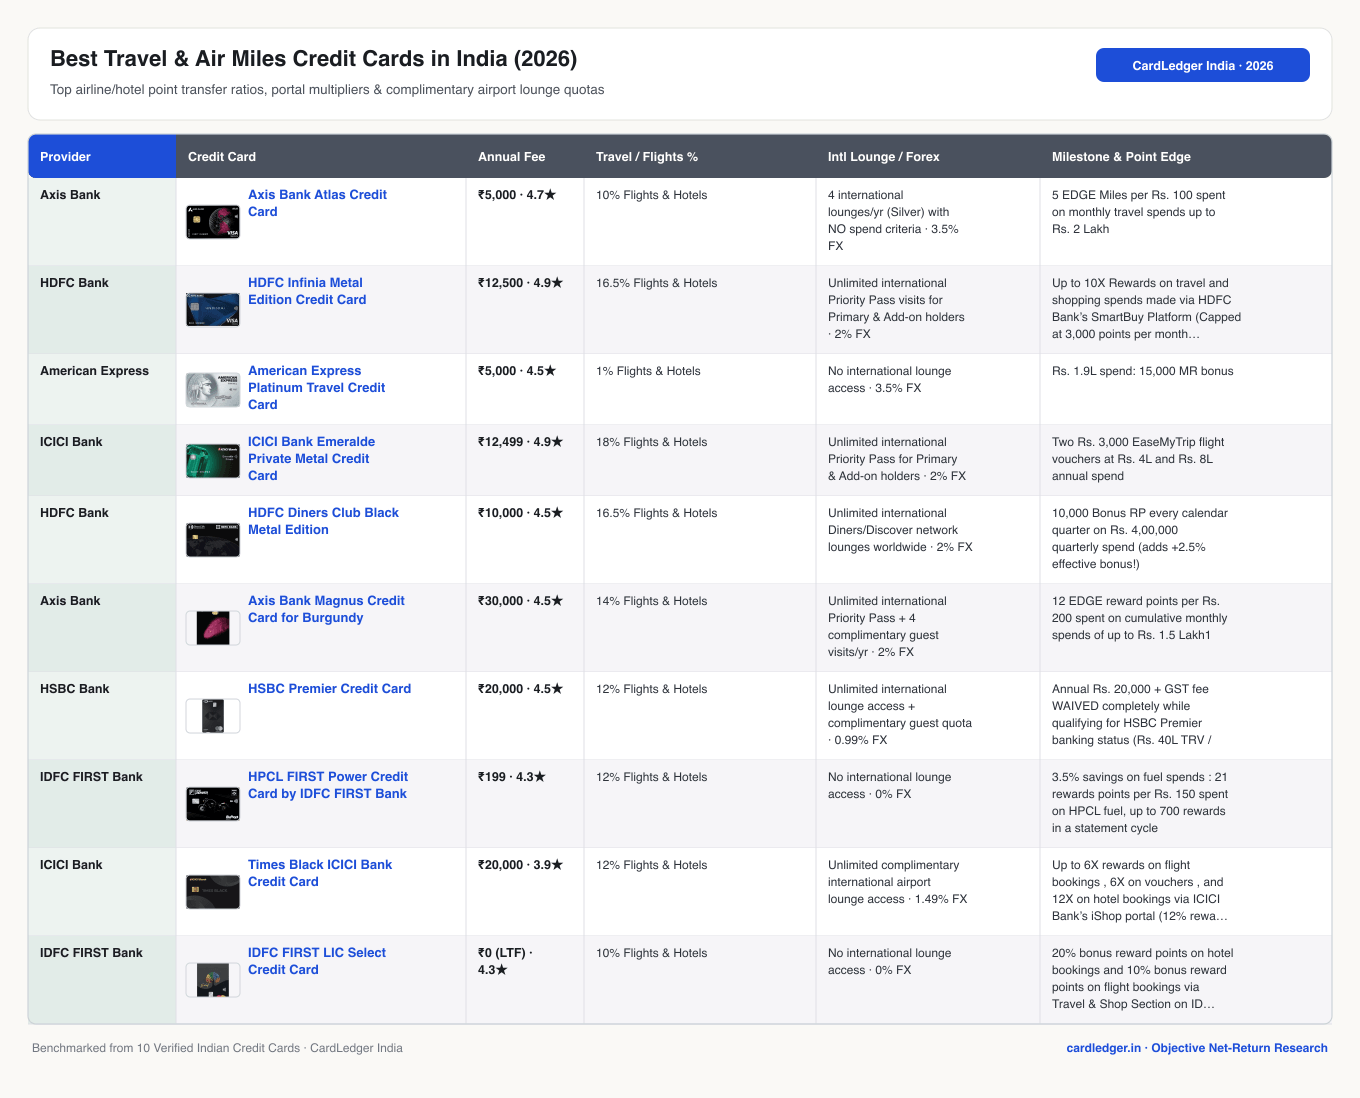 Best Travel & Air Miles Credit Cards in India (2026)
Top airline/hotel point transfer ratios, portal multipliers & complimentary airport lounge quotas
CardLedger India · 2026
Provider
Credit Card
Annual Fee
Travel / Flights %
Intl Lounge / Forex
Milestone & Point Edge
Axis Bank
Axis Bank Atlas Credit
Card
₹5,000 · 4.7★
10% Flights & Hotels
4 international
lounges/yr (Silver) with
NO spend criteria · 3.5%
FX
5 EDGE Miles per Rs. 100 spent
on monthly travel spends up to
Rs. 2 Lakh
HDFC Bank
HDFC Infinia Metal
Edition Credit Card
₹12,500 · 4.9★
16.5% Flights & Hotels
Unlimited international
Priority Pass visits for
Primary & Add-on holders
· 2% FX
Up to 10X Rewards on travel and
shopping spends made via HDFC
Bank's SmartBuy Platform (Capped
at 3,000 points per month…
American Express
American Express
Platinum Travel Credit
Card
₹5,000 · 4.5★
1% Flights & Hotels
No international lounge
access · 3.5% FX
Rs. 1.9L spend: 15,000 MR bonus
ICICI Bank
ICICI Bank Emeralde
Private Metal Credit
Card
₹12,499 · 4.9★
18% Flights & Hotels
Unlimited international
Priority Pass for Primary
& Add-on holders · 2% FX
Two Rs. 3,000 EaseMyTrip flight
vouchers at Rs. 4L and Rs. 8L
annual spend
HDFC Bank
HDFC Diners Club Black
Metal Edition
₹10,000 · 4.5★
16.5% Flights & Hotels
Unlimited international
Diners/Discover network
lounges worldwide · 2% FX
10,000 Bonus RP every calendar
quarter on Rs. 4,00,000
quarterly spend (adds +2.5%
effective bonus!)
Axis Bank
Axis Bank Magnus Credit
Card for Burgundy
₹30,000 · 4.5★
14% Flights & Hotels
Unlimited international
Priority Pass + 4
complimentary guest
visits/yr · 2% FX
12 EDGE reward points per Rs.
200 spent on cumulative monthly
spends of up to Rs. 1.5 Lakh1
HSBC Bank
HSBC Premier Credit Card
₹20,000 · 4.5★
12% Flights & Hotels
Unlimited international
lounge access +
complimentary guest quota
· 0.99% FX
Annual Rs. 20,000 + GST fee
WAIVED completely while
qualifying for HSBC Premier
banking status (Rs. 40L TRV /
IDFC FIRST Bank
HPCL FIRST Power Credit
Card by IDFC FIRST Bank
₹199 · 4.3★
12% Flights & Hotels
No international lounge
access · 0% FX
3.5% savings on fuel spends : 21
rewards points per Rs. 150 spent
on HPCL fuel, up to 700 rewards
in a statement cycle
ICICI Bank
Times Black ICICI Bank
Credit Card
₹20,000 · 3.9★
12% Flights & Hotels
Unlimited complimentary
international airport
lounge access · 1.49% FX
Up to 6X rewards on flight
bookings , 6X on vouchers , and
12X on hotel bookings via ICICI
Bank's iShop portal (12% rewa…
IDFC FIRST Bank
IDFC FIRST LIC Select
Credit Card
₹0 (LTF) ·
4.3★
10% Flights & Hotels
No international lounge
access · 0% FX
20% bonus reward points on hotel
bookings and 10% bonus reward
points on flight bookings via
Travel & Shop Section on ID…
Benchmarked from 10 Verified Indian Credit Cards · CardLedger India
cardledger.in · Objective Net-Return Research